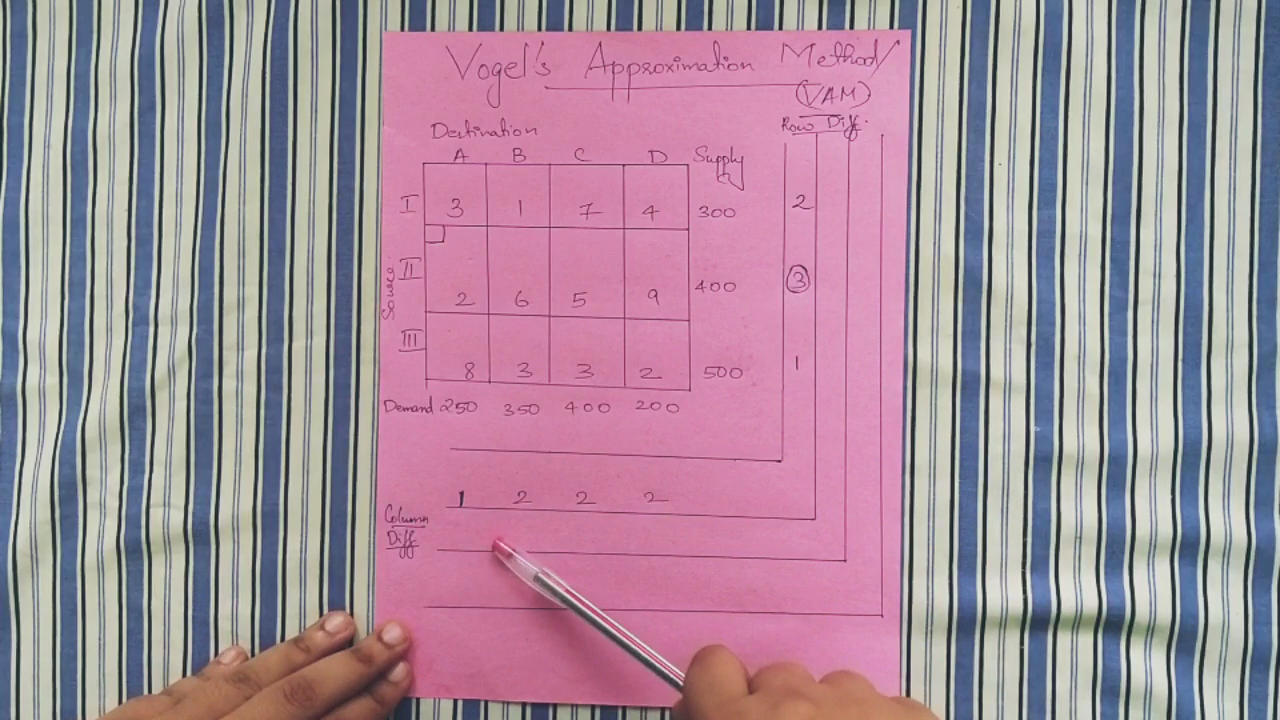 Vogel's Approximation Method
(VAM)
Destination
Row Diff.
A B C D Supply
I 3 1 7 4 300 2
Source
II 2 6 5 9 400 3
III 8 3 3 2 500 1
Demand 250 350 400 200
1 2 2 2
Column
Diff